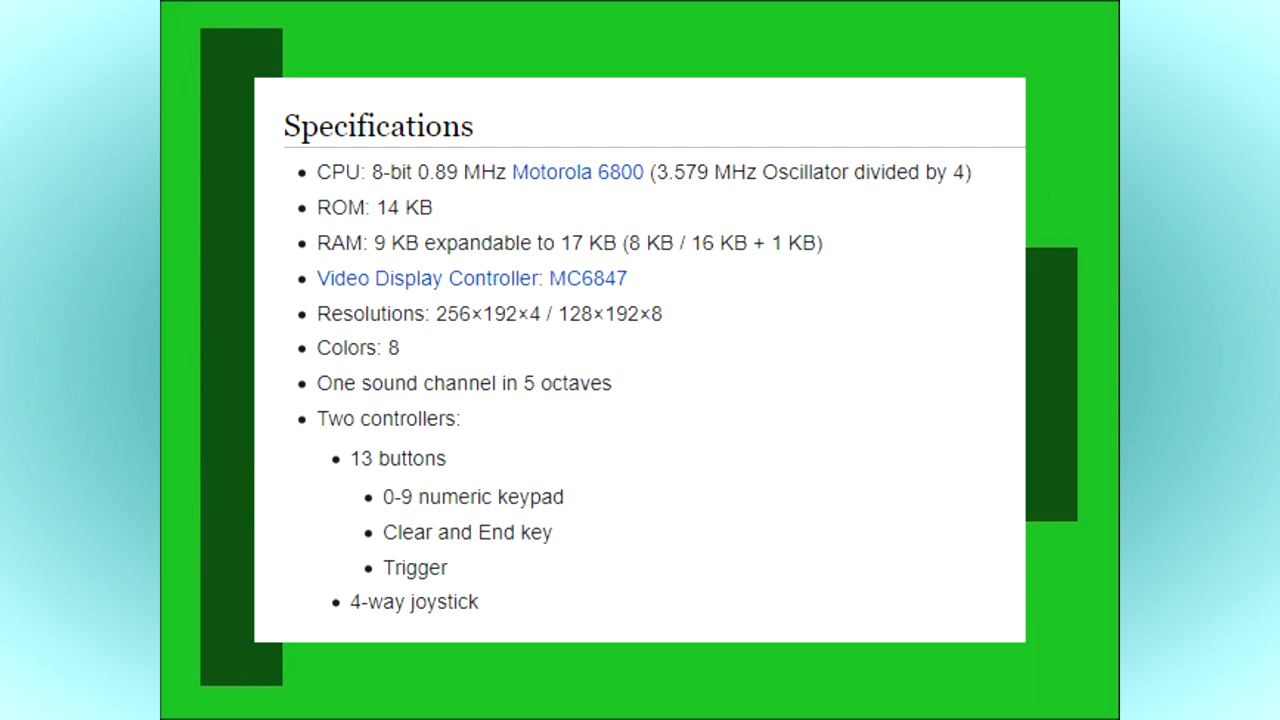 Specifications
CPU: 8-bit 0.89 MHz Motorola 6800 (3.579 MHz Oscillator divided by 4)
ROM: 14 KB
RAM: 9 KB expandable to 17 KB (8 KB / 16 KB + 1 KB)
Video Display Controller: MC6847
Resolutions: 256×192×4 / 128×192×8
Colors: 8
One sound channel in 5 octaves
Two controllers:
13 buttons
0-9 numeric keypad
Clear and End key
Trigger
4-way joystick